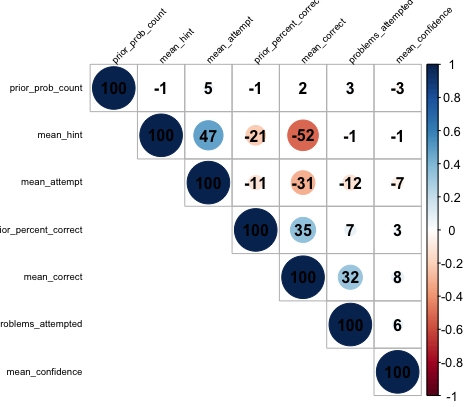 prior_prob_count mean_hint mean_attempt prior_percent_correct mean_correct problems_attempted mean_confidence
prior_prob_count 100 -1 5 -1 2 3 -3
mean_hint 100 47 -21 -52 -1 -1
mean_attempt 100 -11 -31 -12 -7
ior_percent_correct 100 35 7 3
mean_correct 100 32 8
roblems_attempted 100 6
mean_confidence 100
1
0.8
0.6
0.4
0.2
0
-0.2
-0.4
-0.6
-0.8
-1